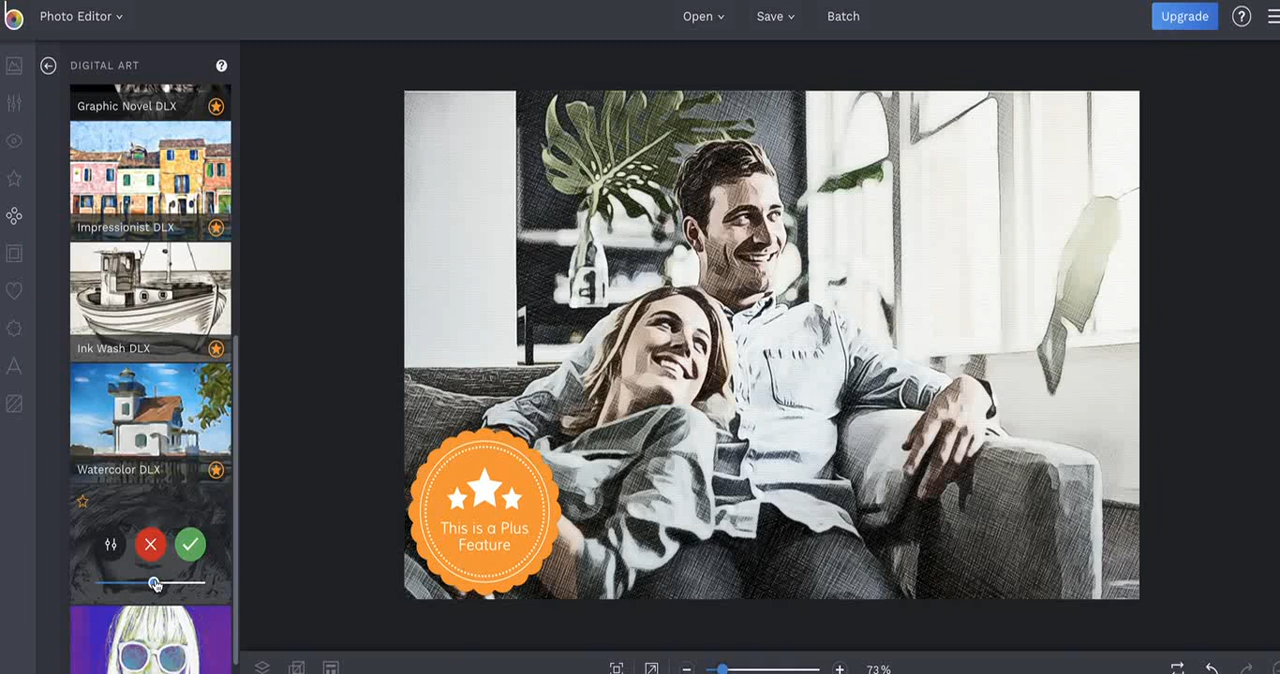 Photo Editor
Open
Save
Batch
Upgrade
?
DIGITAL ART
?
Graphic Novel DLX
Impressionist DLX
Ink Wash DLX
Watercolor DLX
This is a Plus
Feature
73%